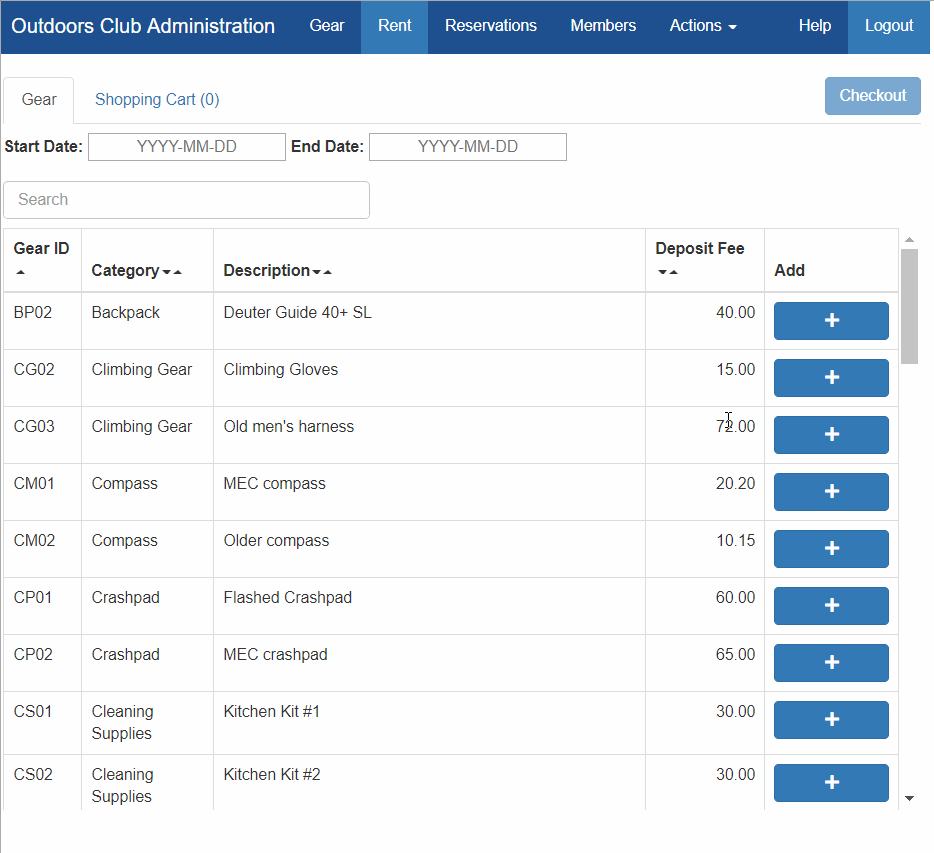 Outdoors Club Administration Gear Rent Reservations Members Actions Help Logout
Gear Shopping Cart (0) Checkout
Start Date: YYYY-MM-DD End Date: YYYY-MM-DD
Search
Gear ID Category Description Deposit Fee Add
BP02 Backpack Deuter Guide 40+ SL 40.00 +
CG02 Climbing Gear Climbing Gloves 15.00 +
CG03 Climbing Gear Old men's harness 72.00 +
CM01 Compass MEC compass 20.20 +
CM02 Compass Older compass 10.15 +
CP01 Crashpad Flashed Crashpad 60.00 +
CP02 Crashpad MEC crashpad 65.00 +
CS01 Cleaning Kitchen Kit #1 30.00 +
Supplies
CS02 Cleaning Kitchen Kit #2 30.00 +
Supplies